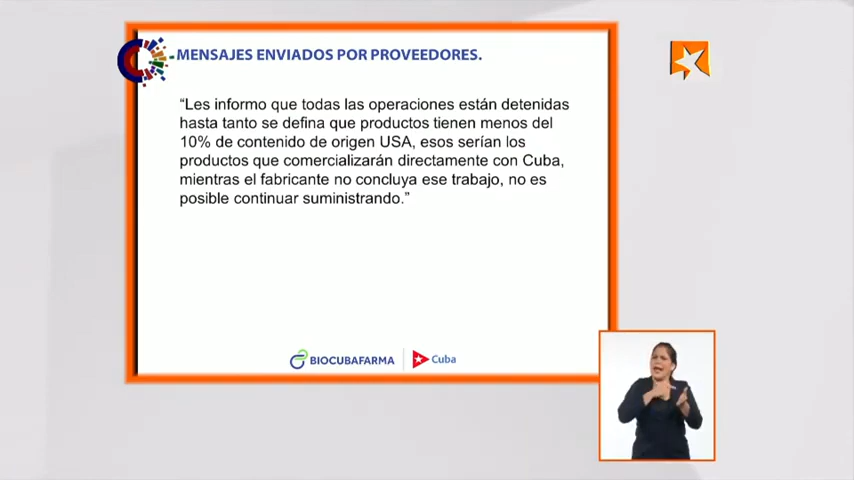 MENSAJES ENVIADOS POR PROVEEDORES.
“Les informo que todas las operaciones están detenidas
hasta tanto se defina que productos tienen menos del
10% de contenido de origen USA, esos serían los
productos que comercializarán directamente con Cuba,
mientras el fabricante no concluya ese trabajo, no es
posible continuar suministrando.”
BIOCUBAFARMA
Cuba